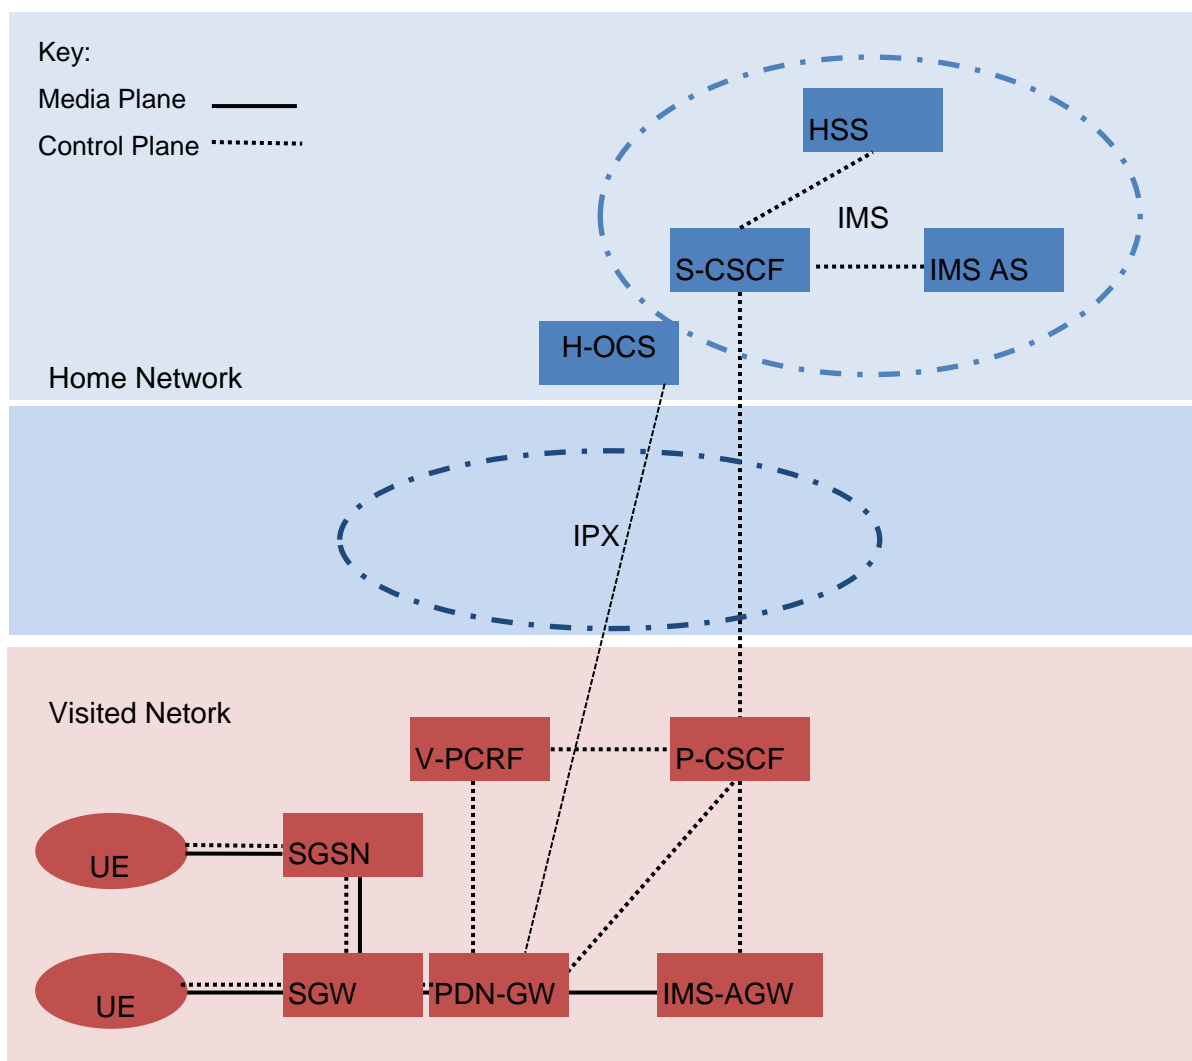 Key:
Media Plane
Control Plane
HSS
IMS
S-CSCF
IMS AS
H-OCS
Home Network
IPX
Visited Netork
V-PCRF
P-CSCF
UE
SGSN
UE
SGW
PDN-GW
IMS-AGW